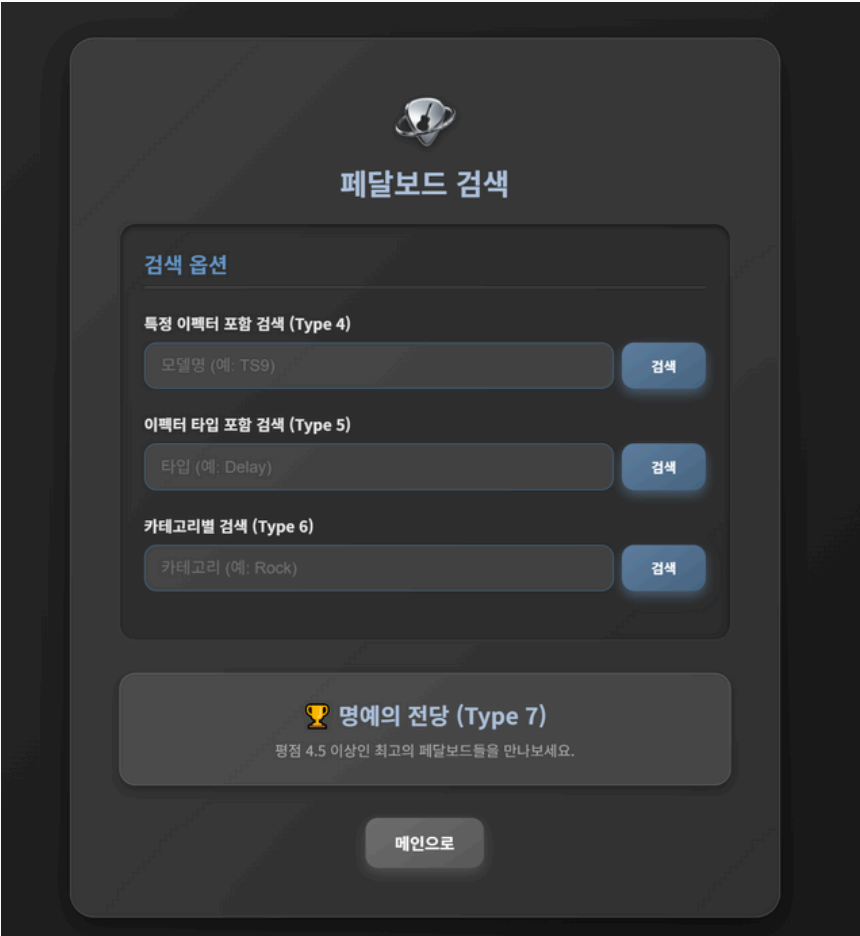 페달보드 검색
검색 옵션
특정 이펙터 포함 검색 (Type 4)
모델명 (예: TS9)
검색
이펙터 타입 포함 검색 (Type 5)
타입 (예: Delay)
검색
카테고리별 검색 (Type 6)
카테고리 (예: Rock)
검색
🏆 명예의 전당 (Type 7)
평점 4.5 이상인 최고의 페달보드들을 만나보세요.
메인으로